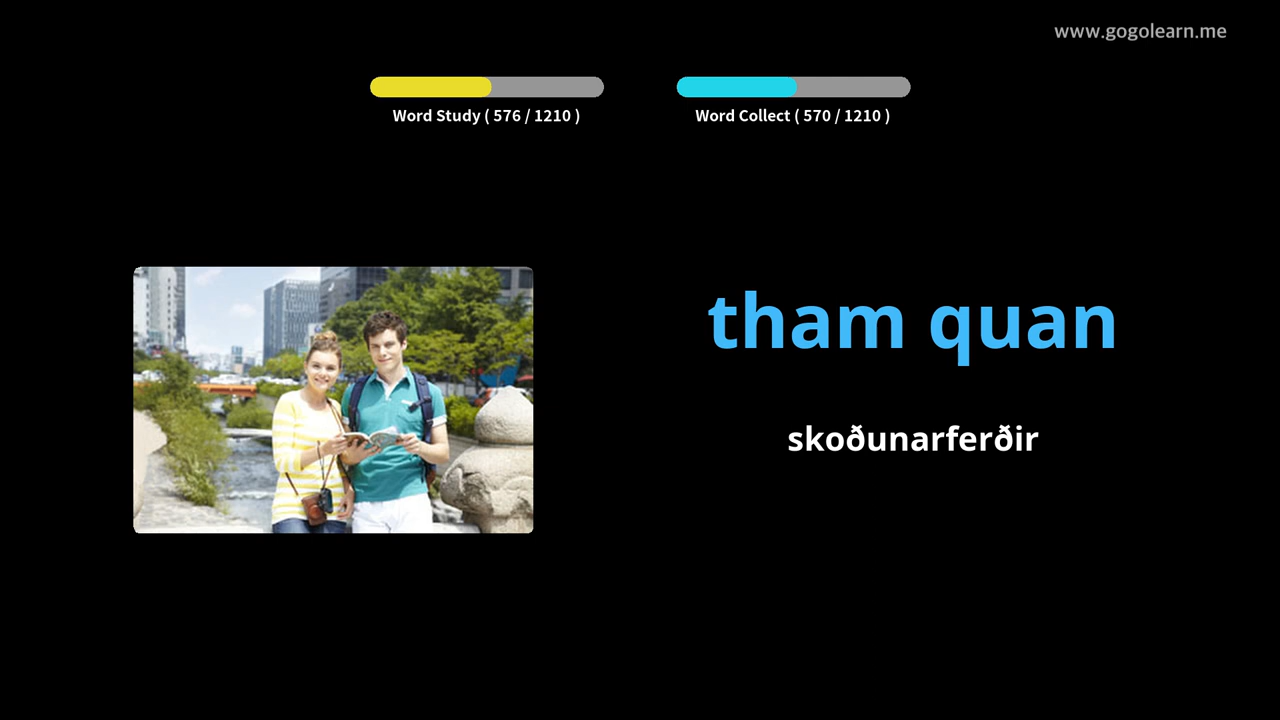 www.gogolearn.me
Word Study ( 576 / 1210 )
Word Collect ( 570 / 1210 )
tham quan
skoðunarferðir